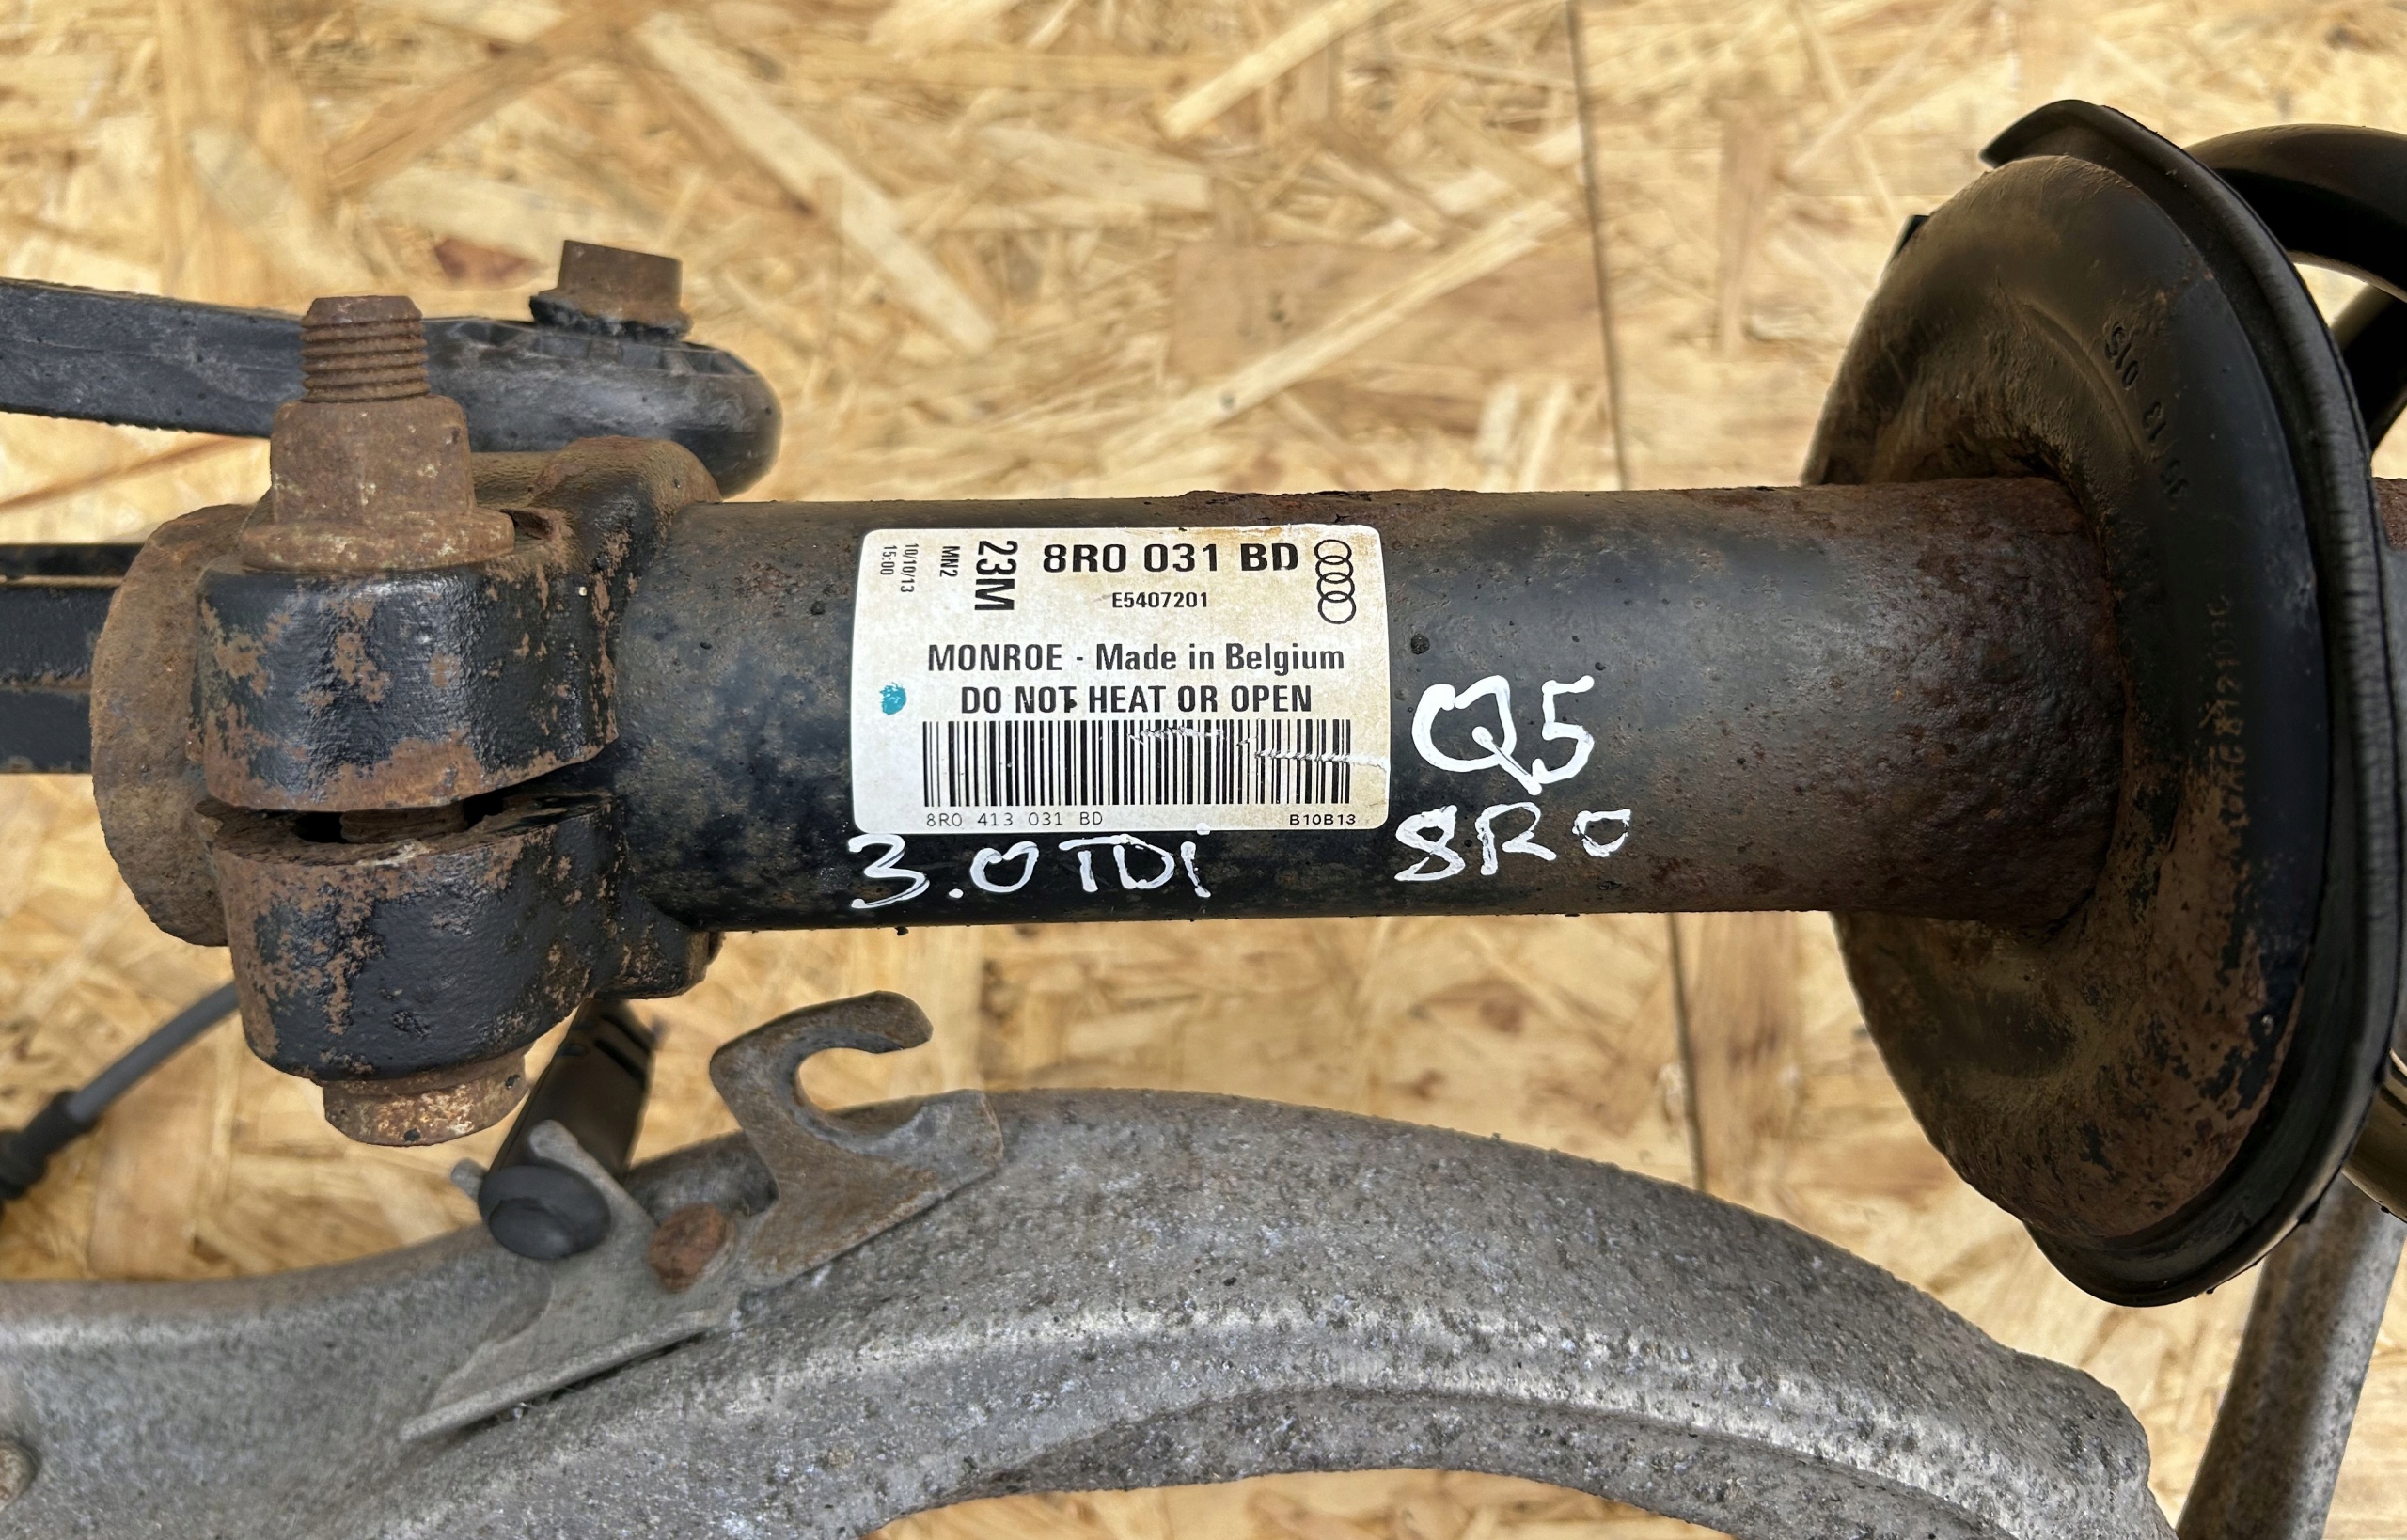 8R0 031 BD
E5407201
23M
MN2
10/10/13
15:00
MONROE - Made in Belgium
DO NOT HEAT OR OPEN
8R0 413 031 BD
B10B13
Q5
8R0
3.0TDi